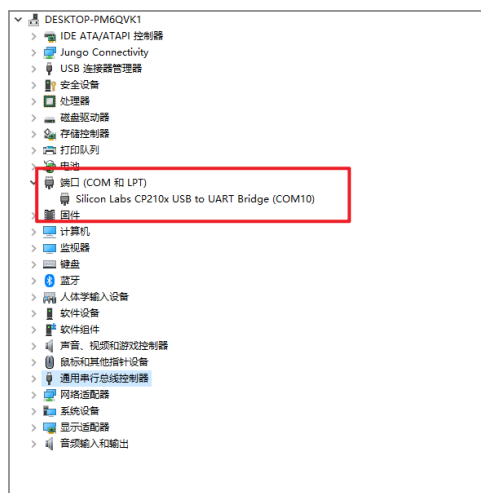 DESKTOP-PM6QVK1
IDE ATA/ATAPI 控制器
Jungo Connectivity
USB 连接器管理器
安全设备
处理器
磁盘驱动器
存储控制器
打印队列
电池
端口 (COM 和 LPT)
Silicon Labs CP210x USB to UART Bridge (COM10)
固件
计算机
监视器
键盘
蓝牙
人体学输入设备
软件设备
软件组件
声音、视频和游戏控制器
鼠标和其他指针设备
通用串行总线控制器
网络适配器
系统设备
显示适配器
音频输入和输出